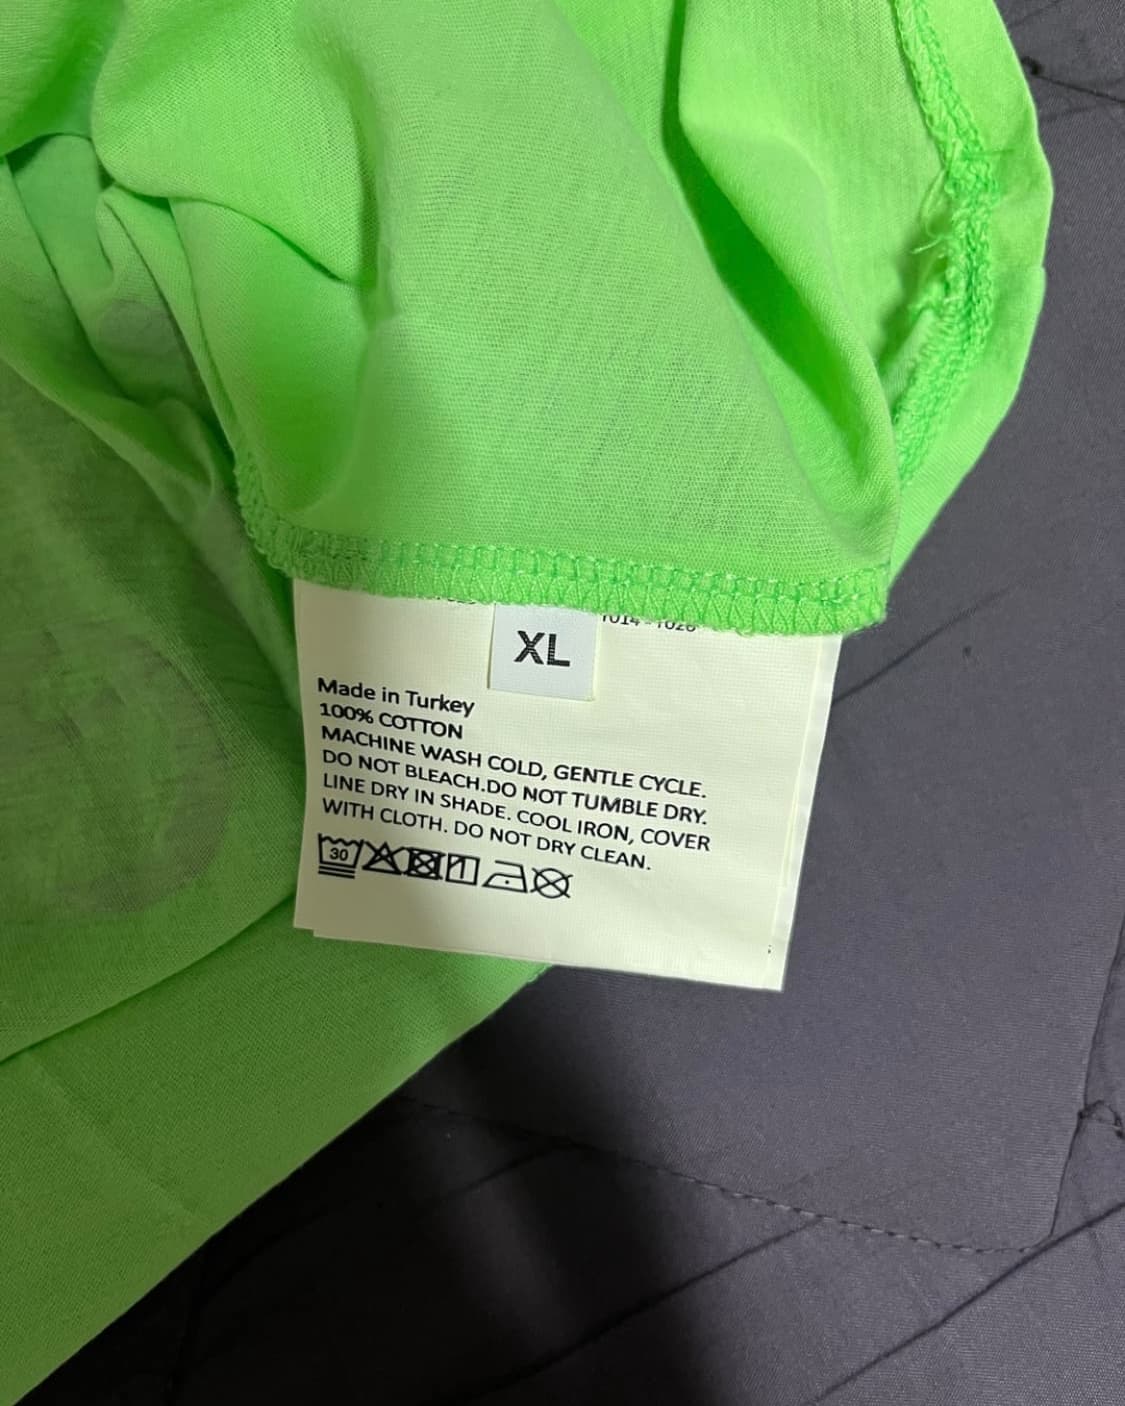 XL
Made in Turkey
100% COTTON
MACHINE WASH COLD, GENTLE CYCLE.
DO NOT BLEACH.DO NOT TUMBLE DRY.
LINE DRY IN SHADE. COOL IRON, COVER
WITH CLOTH. DO NOT DRY CLEAN.
30